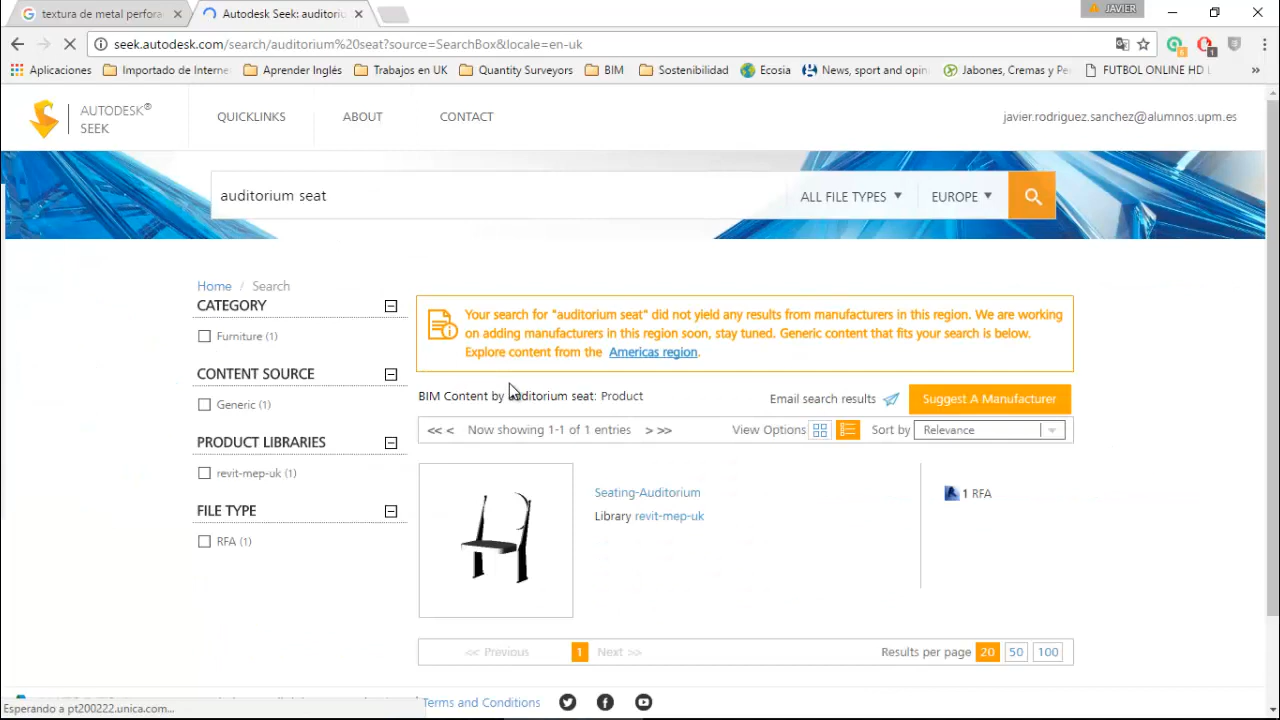 textura de metal perfora
Autodesk Seek: auditoriu
JAVIER
seek.autodesk.com/search/auditorium%20seat?source=SearchBox&locale=en-uk
Aplicaciones
Importado de Internet
Aprender Inglés
Trabajos en UK
Quantity Surveyors
BIM
Sostenibilidad
Ecosia
News, sport and opin
Jabones, Cremas y Pe
FUTBOL ONLINE HD
»
AUTODESK®
SEEK
QUICKLINKS
ABOUT
CONTACT
javier.rodriguez.sanchez@alumnos.upm.es
auditorium seat
ALL FILE TYPES
EUROPE
Home / Search
CATEGORY
Furniture (1)
CONTENT SOURCE
Generic (1)
PRODUCT LIBRARIES
revit-mep-uk (1)
FILE TYPE
RFA (1)
Your search for "auditorium seat" did not yield any results from manufacturers in this region. We are working
on adding manufacturers in this region soon, stay tuned. Generic content that fits your search is below.
Explore content from the Americas region.
BIM Content by auditorium seat: Product
Email search results
Suggest A Manufacturer
<< < Now showing 1-1 of 1 entries > >>
View Options
Sort by Relevance
Seating-Auditorium
Library revit-mep-uk
1 RFA
<< Previous 1 Next >>
Results per page 20 50 100
Terms and Conditions
Esperando a pt200222.unica.com...